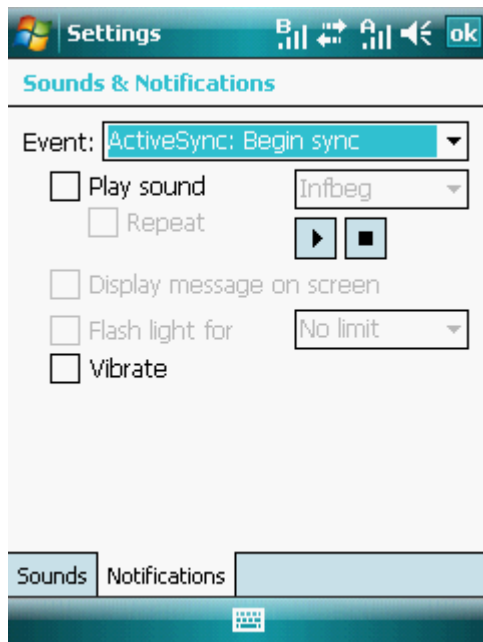 Settings B A ok
Sounds & Notifications
Event: ActiveSync: Begin sync
Play sound Infbeg
Repeat
Display message on screen
Flash light for No limit
Vibrate
Sounds Notifications